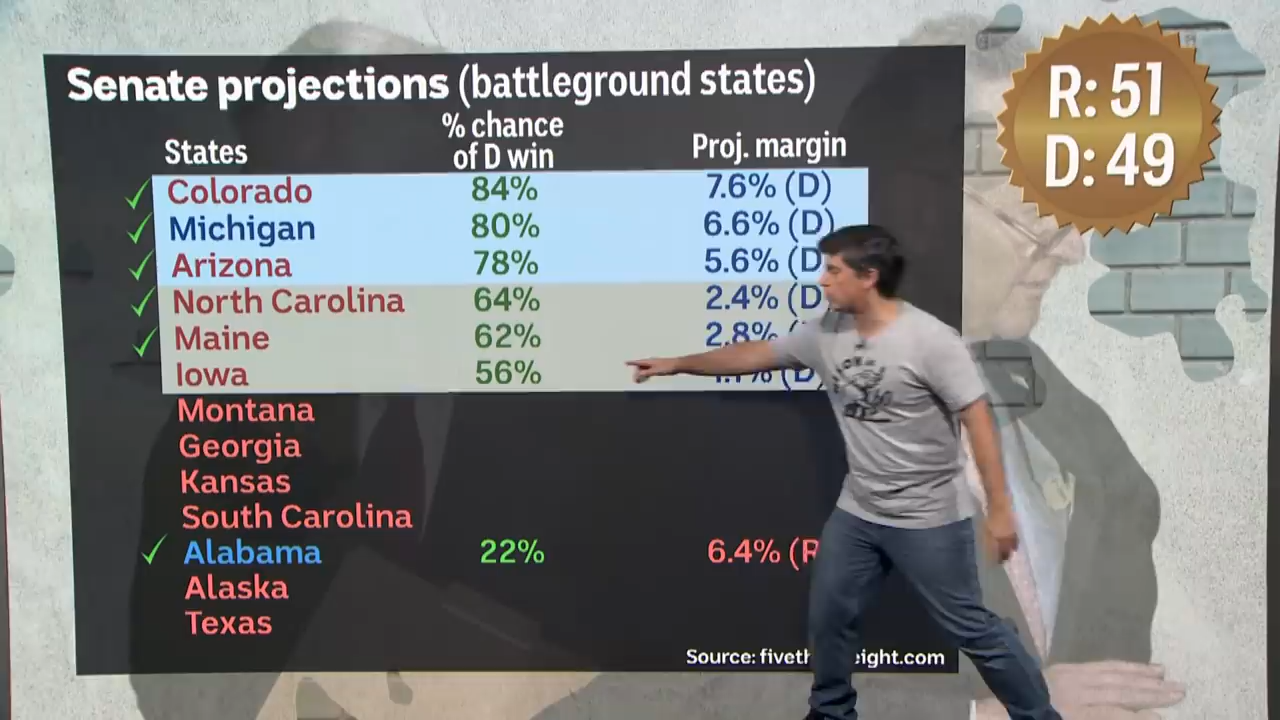 Senate projections (battleground states)
R: 51
D: 49
States
% chance
of D win
Proj. margin
Colorado 84% 7.6% (D)
Michigan 80% 6.6% (D)
Arizona 78% 5.6% (D
North Carolina 64% 2.4% (D
Maine 62% 2.8%
Iowa 56% (D
Montana
Georgia
Kansas
South Carolina
Alabama 22% 6.4% (R
Alaska
Texas
Source: eight.com